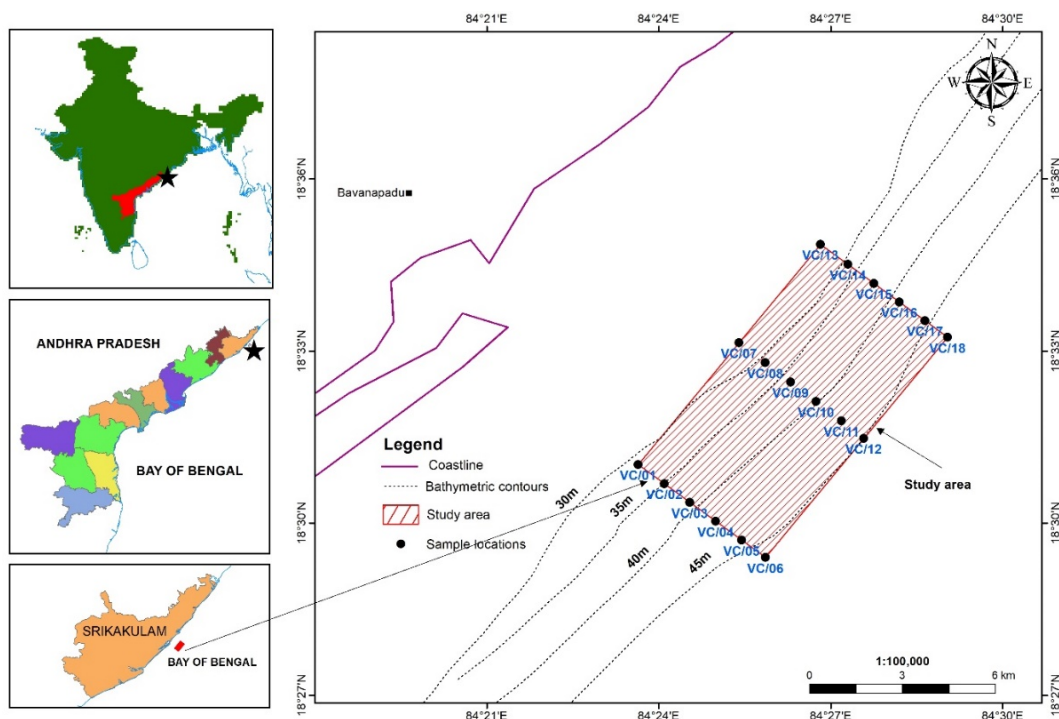 84°21'E
84°24'E
84°27'E
84°30'E
N
W
E
S
18°36'N
18°36'N
Bavanapadu
ANDHRA PRADESH
BAY OF BENGAL
SRIKAKULAM
BAY OF BENGAL
VC/13
VC/14
VC/15
VC/16
VC/17
VC/18
18°33'N
18°33'N
VC/07
VC/08
VC/09
VC/10
VC/11
VC/12
Legend
Coastline
Bathymetric contours
Study area
Sample locations
VC/01
VC/02
VC/03
VC/04
VC/05
VC/06
30m
35m
40m
45m
Study area
18°30'N
18°30'N
1:100,000
0
3
6 km
18°27'N
18°27'N
84°21'E
84°24'E
84°27'E
84°30'E